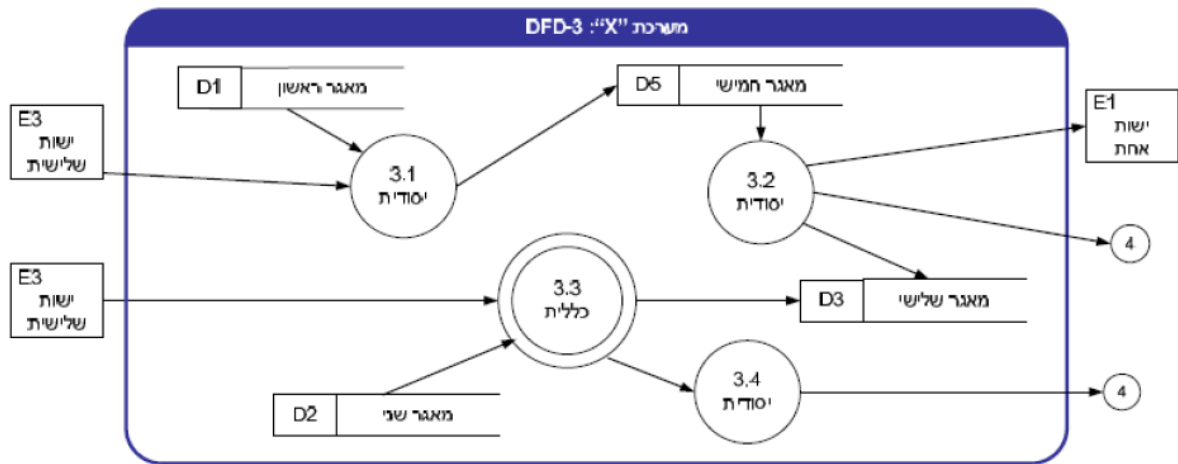 מערכת "X“: DFD-3
D1 מאגר ראשון
D5 מאגר חמישי
E3
ישות
שלישית
E1
ישות
אחת
3.1
יסודית
3.2
יסודית
4
E3
ישות
שלישית
3.3
כללית
D3 מאגר שלישי
3.4
יסודית
4
D2 מאגר שני